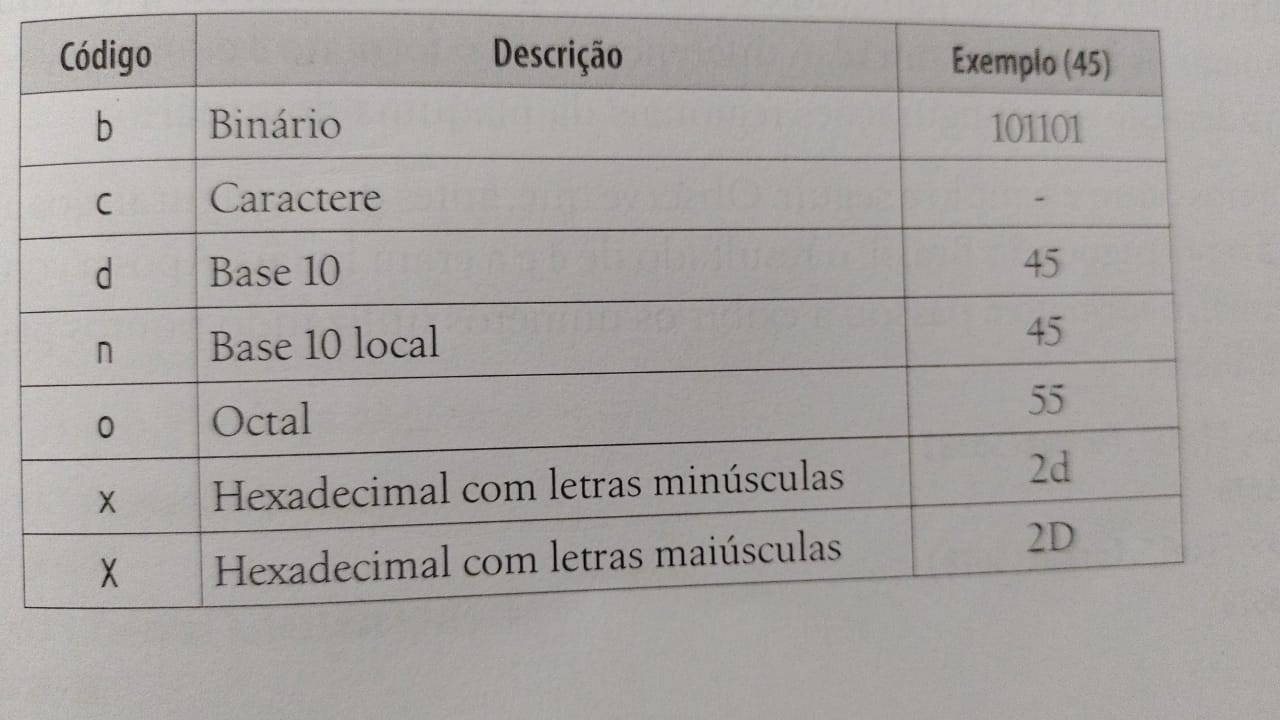 Código Descrição Exemplo (45)
b Binário 101101
c Caractere -
d Base 10 45
n Base 10 local 45
o Octal 55
x Hexadecimal com letras minúsculas 2d
X Hexadecimal com letras maiúsculas 2D